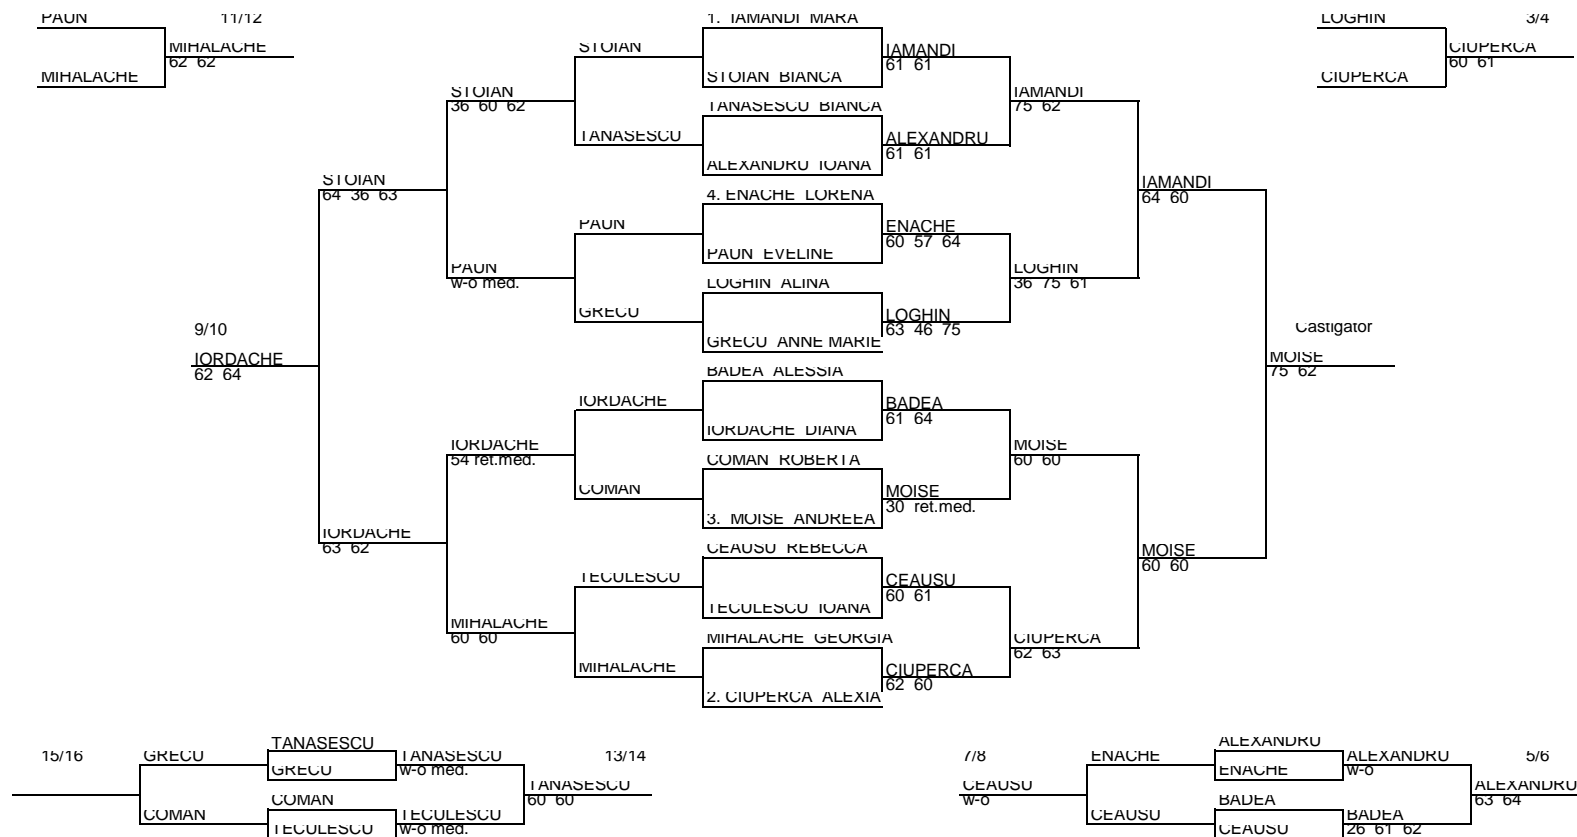 PAUN 11/12
MIHALACHE
62 62
MIHALACHE
LOGHIN 3/4
CIUPERCA
60 61
CIUPERCA
1. IAMANDI MARA
STOIAN
IAMANDI
61 61
STOIAN BIANCA
STOIAN
36 60 62
IAMANDI
75 62
TANASESCU BIANCA
TANASESCU
ALEXANDRU
61 61
ALEXANDRU IOANA
STOIAN
64 36 63
IAMANDI
64 60
4. ENACHE LORENA
PAUN
ENACHE
60 57 64
PAUN EVELINE
PAUN
w-o med.
LOGHIN
36 75 61
LOGHIN ALINA
GRECU
LOGHIN
63 46 75
GRECU ANNE MARIE
9/10
IORDACHE
62 64
Castigator
MOISE
75 62
BADEA ALESSIA
IORDACHE
BADEA
61 64
IORDACHE DIANA
IORDACHE
54 ret.med.
MOISE
60 60
COMAN ROBERTA
COMAN
MOISE
30 ret.med.
3. MOISE ANDREEA
IORDACHE
63 62
MOISE
60 60
CEAUSU REBECCA
TECULESCU
CEAUSU
60 61
TECULESCU IOANA
MIHALACHE
60 60
CIUPERCA
62 63
MIHALACHE GEORGIA
MIHALACHE
CIUPERCA
62 60
2. CIUPERCA ALEXIA
15/16
GRECU
TANASESCU
GRECU
TANASESCU
w-o med.
13/14
TANASESCU
60 60
COMAN
COMAN
TECULESCU
TECULESCU
w-o med.
7/8
CEAUSU
w-o
ENACHE
ALEXANDRU
ENACHE
ALEXANDRU
w-o
5/6
ALEXANDRU
63 64
CEAUSU
BADEA
CEAUSU
BADEA
26 61 62